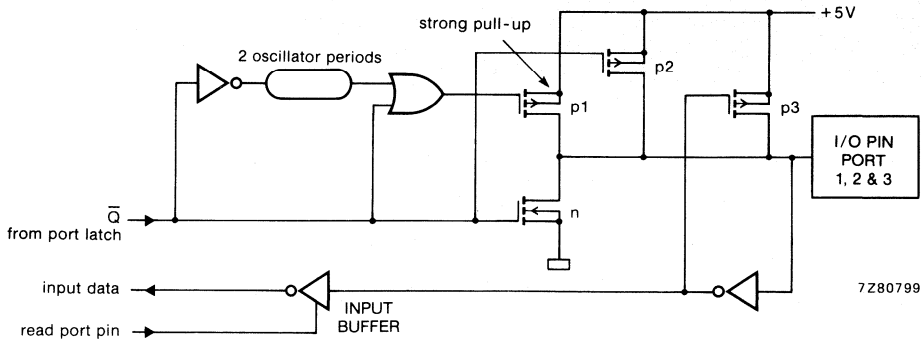 strong pull-up
+5V
2 oscillator periods
p1
p2
p3
I/O PIN
PORT
1, 2 & 3
n
Q̅
from port latch
input data
read port pin
INPUT
BUFFER
7Z80799